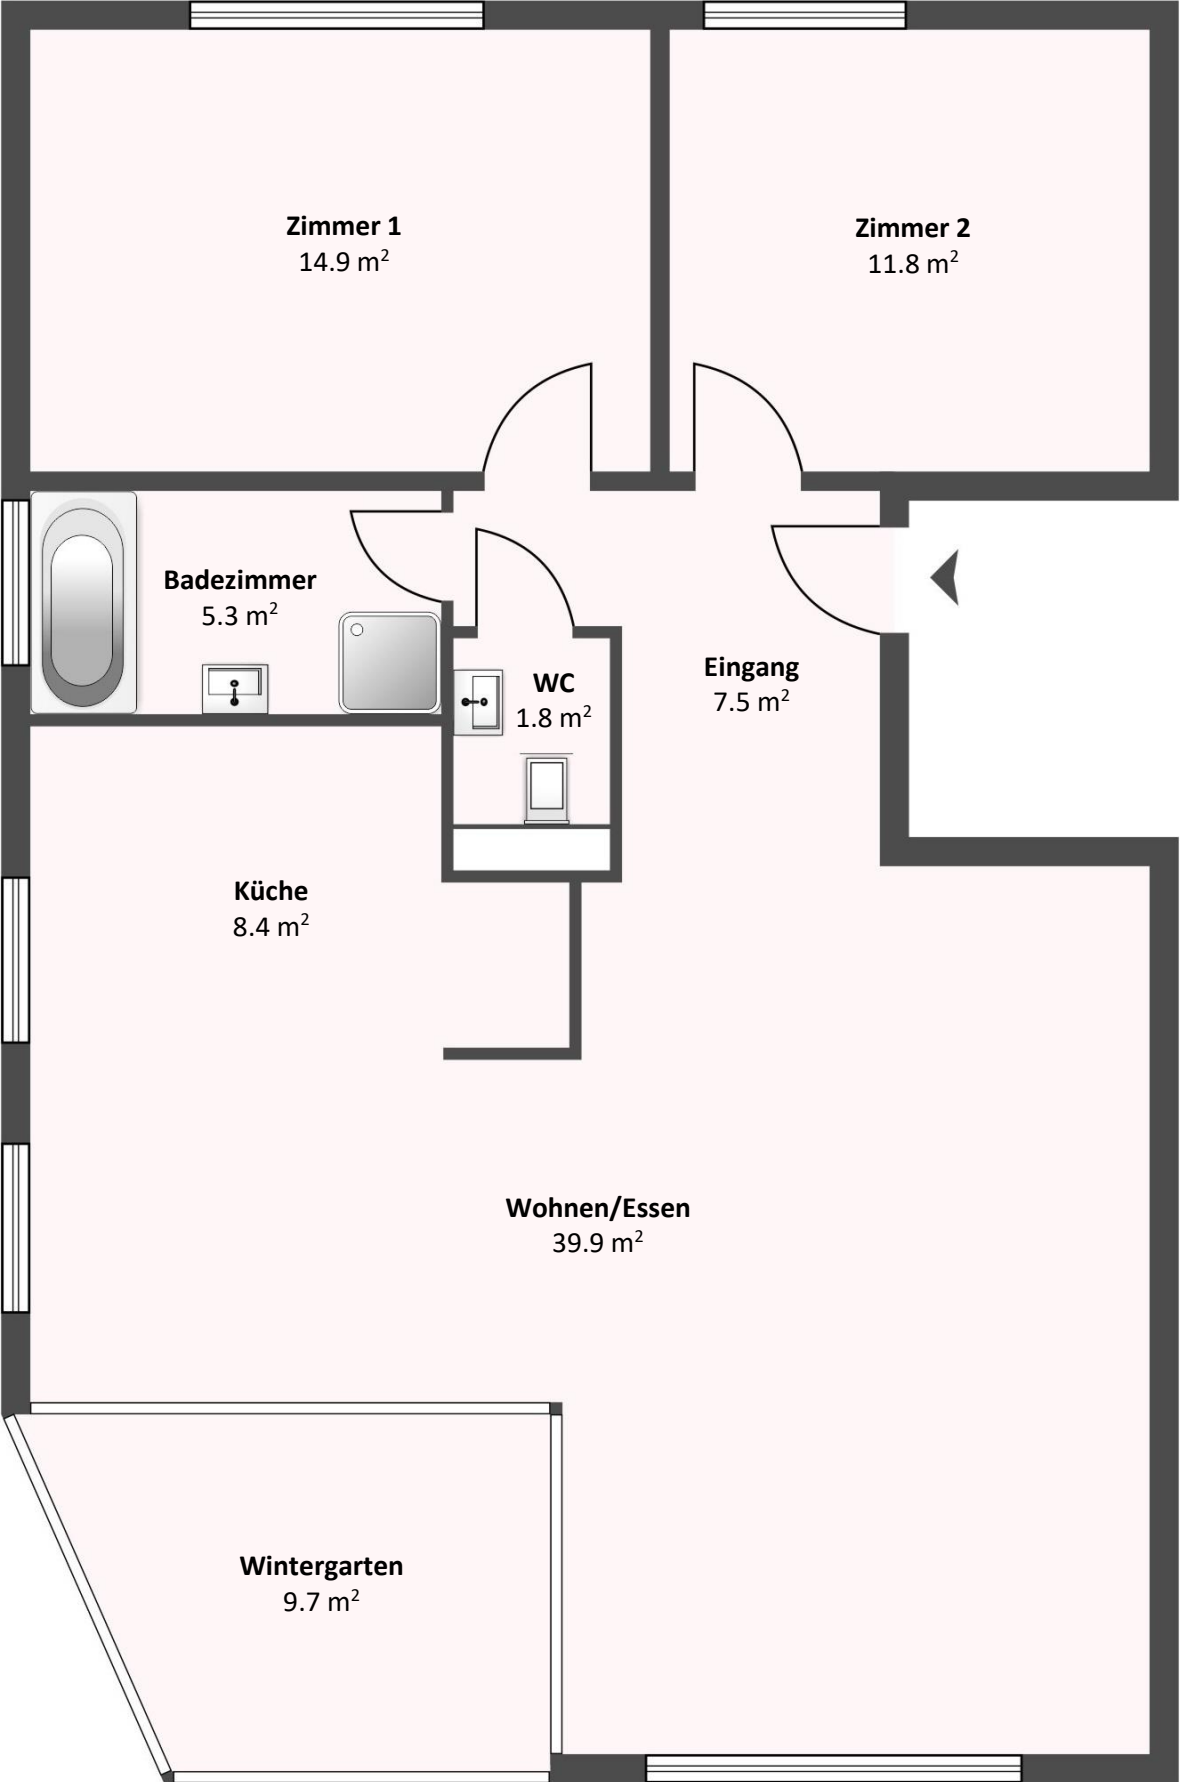 Zimmer 1
14.9 m²
Zimmer 2
11.8 m²
Badezimmer
5.3 m²
WC
1.8 m²
Eingang
7.5 m²
Küche
8.4 m²
Wohnen/Essen
39.9 m²
Wintergarten
9.7 m²